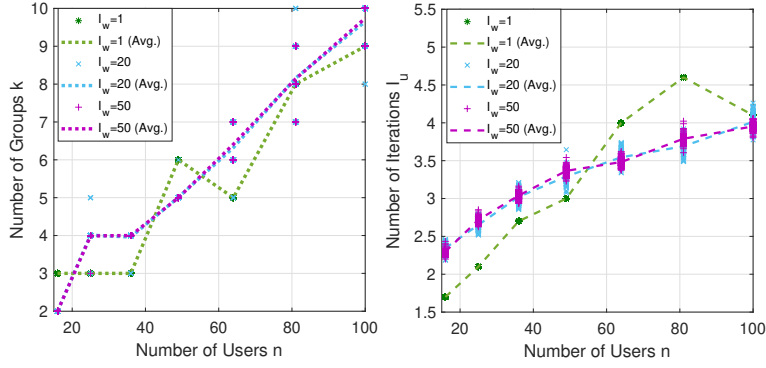 10
9
8
7
6
5
4
3
2
20
40
60
80
100
Number of Groups k
Number of Users n
I_w=1
I_w=1 (Avg.)
I_w=20
I_w=20 (Avg.)
I_w=50
I_w=50 (Avg.)
5.5
5
4.5
4
3.5
3
2.5
2
1.5
20
40
60
80
100
Number of Iterations I_u
Number of Users n
I_w=1
I_w=1 (Avg.)
I_w=20
I_w=20 (Avg.)
I_w=50
I_w=50 (Avg.)